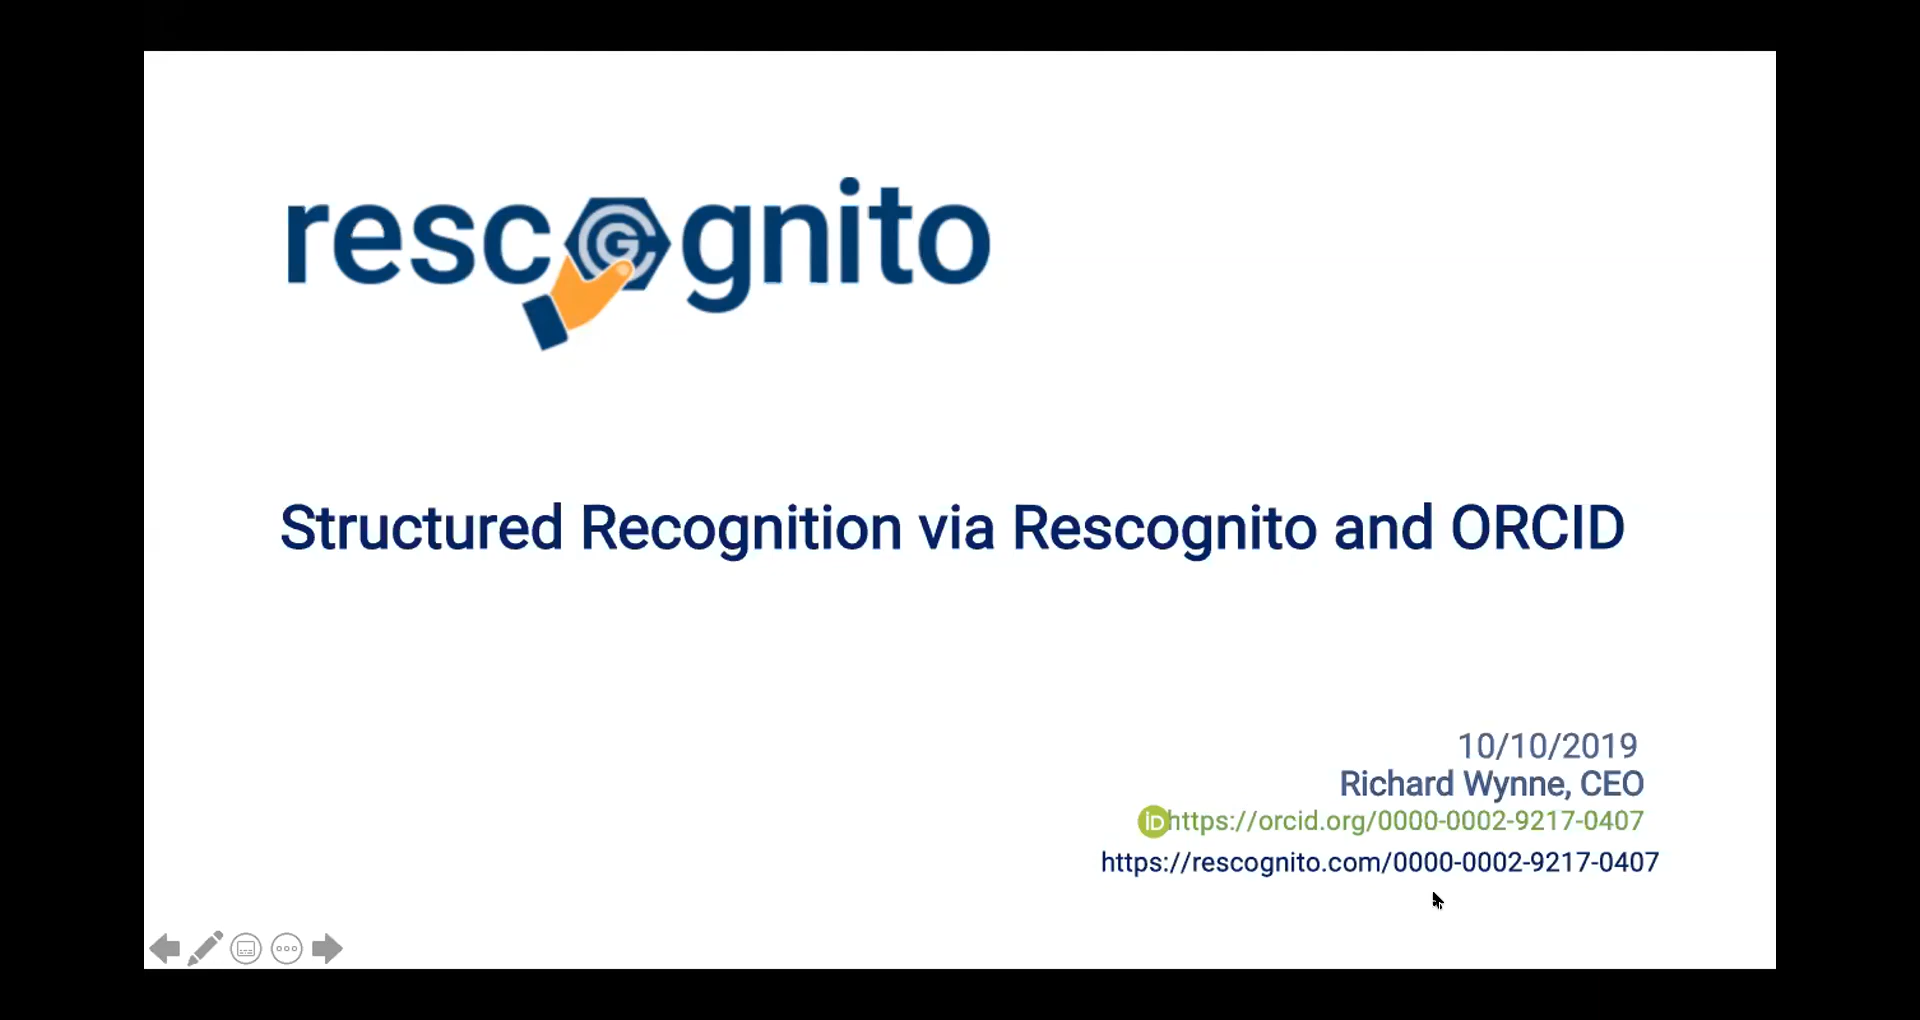 rescognito
Structured Recognition via Rescognito and ORCID
10/10/2019
Richard Wynne, CEO
iD https://orcid.org/0000-0002-9217-0407
https://rescognito.com/0000-0002-9217-0407